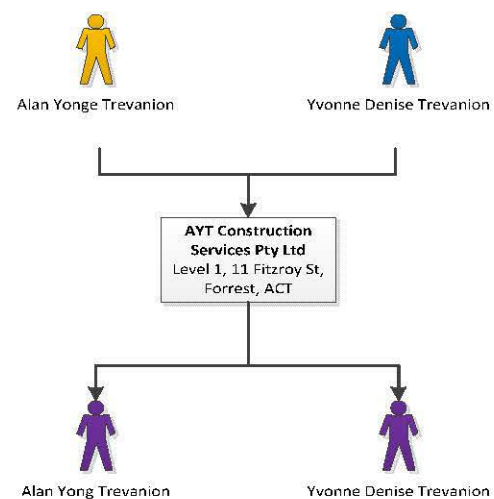 Alan Yonge Trevanion
Yvonne Denise Trevanion
AYT Construction
Services Pty Ltd
Level 1, 11 Fitzroy St,
Forrest, ACT
Alan Yong Trevanion
Yvonne Denise Trevanion